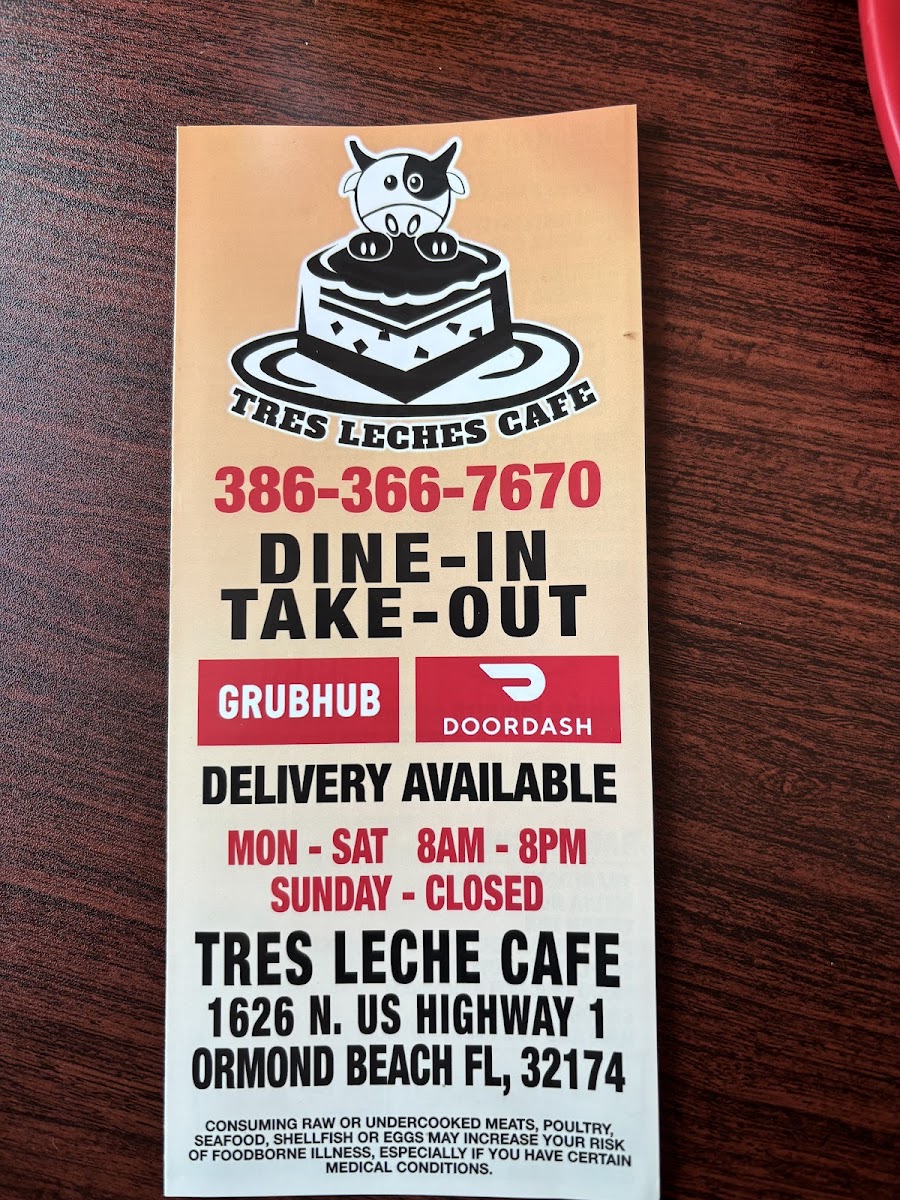 TRES LECHES CAFE
386-366-7670
DINE-IN
TAKE-OUT
GRUBHUB
DOORDASH
DELIVERY AVAILABLE
MON - SAT 8AM - 8PM
SUNDAY - CLOSED
TRES LECHE CAFE
1626 N. US HIGHWAY 1
ORMOND BEACH FL, 32174
CONSUMING RAW OR UNDERCOOKED MEATS, POULTRY,
SEAFOOD, SHELLFISH OR EGGS MAY INCREASE YOUR RISK
OF FOODBORNE ILLNESS, ESPECIALLY IF YOU HAVE CERTAIN
MEDICAL CONDITIONS.